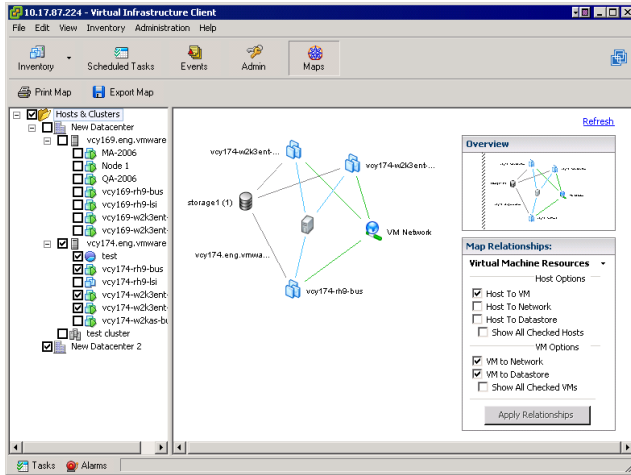 10.17.87.224 - Virtual Infrastructure Client
File Edit View Inventory Administration Help
Inventory Scheduled Tasks Events Admin Maps
Print Map Export Map
Hosts & Clusters
New Datacenter
vcy169.eng.vmware
MA-2006
Node 1
QA-2006
vcy169-rh9-bus
vcy169-rh9-lsi
vcy169-w2k3ent-
vcy169-w2k3ent-
vcy174.eng.vmware
test
vcy174-rh9-bus
vcy174-rh9-lsi
vcy174-w2k3ent-
vcy174-w2k3ent-
vcy174-w2kas-bu
test cluster
New Datacenter 2
vcy174-w2k3ent-...
vcy174-w2k3ent-...
storage1 (1)
VM Network
vcy174.eng.vmwa...
vcy174-rh9-bus
Refresh
Overview
Map Relationships:
Virtual Machine Resources
Host Options
Host To VM
Host To Network
Host To Datastore
Show All Checked Hosts
VM Options
VM to Network
VM to Datastore
Show All Checked VMs
Apply Relationships
Tasks Alarms